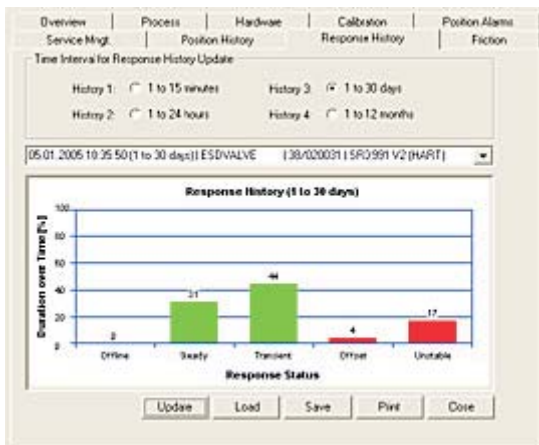 Overview Process Hardware Calibration Position Alarms
Service Mngt. Position History Response History Friction
Time Interval for Response History Update
History 1: 1 to 15 minutes History 3: 1 to 30 days
History 2: 1 to 24 hours History 4: 1 to 12 months
05.01.2005 10:35:50 (1 to 30 days) | ESDVALVE (38/020031) SRD991 V2 (HART)
Response History (1 to 30 days)
Duration over Time [%]
100
80
60
40
20
0
31
44
4
17
Offline Steady Transient Offset Unstable
Response Status
Update Load Save Print Close